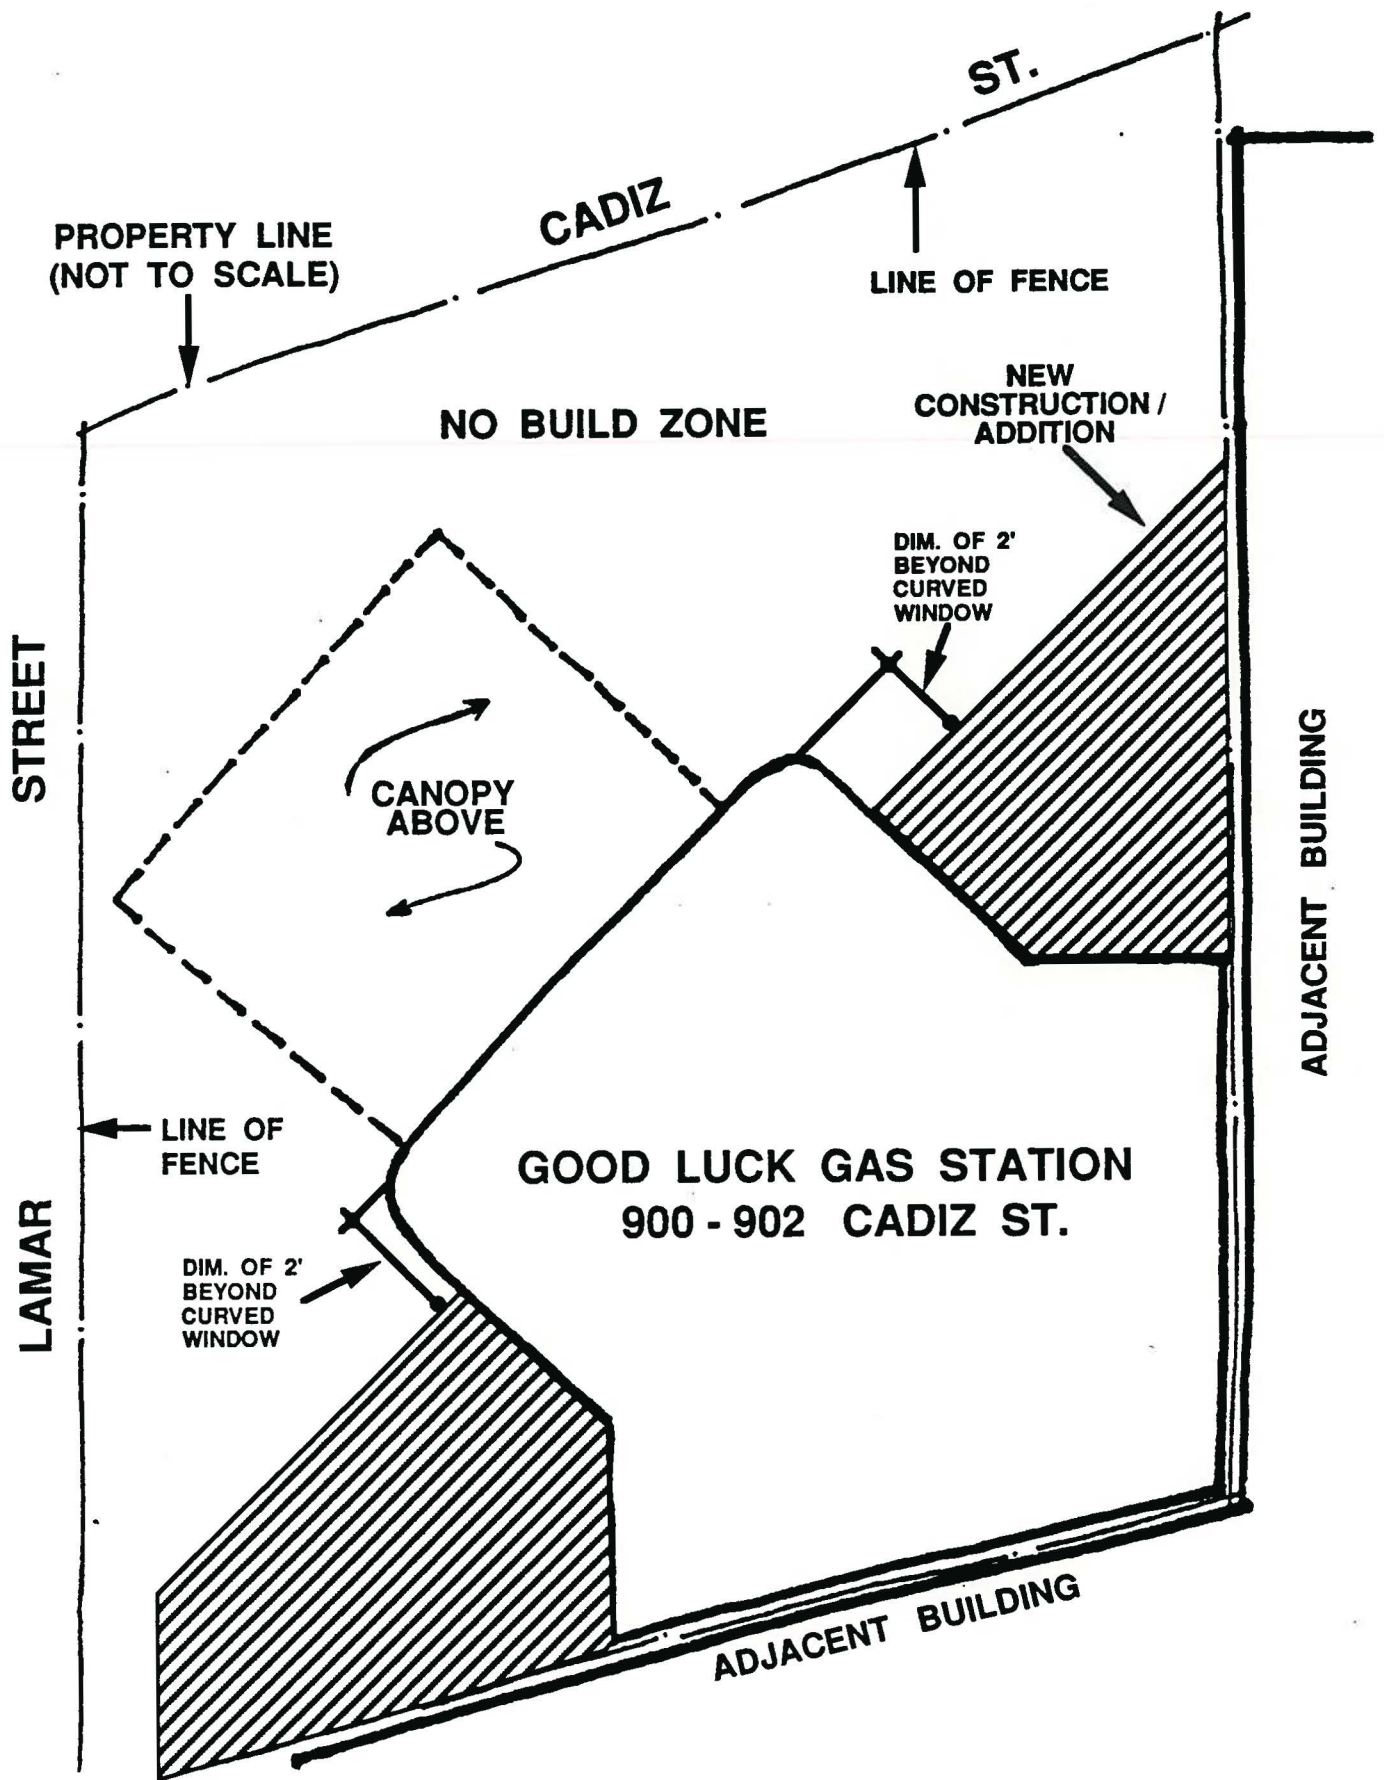 ST.
CADIZ
PROPERTY LINE
(NOT TO SCALE)
LINE OF FENCE
NEW
CONSTRUCTION /
ADDITION
NO BUILD ZONE
DIM. OF 2'
BEYOND
CURVED
WINDOW
STREET
CANOPY
ABOVE
ADJACENT BUILDING
LINE OF
FENCE
GOOD LUCK GAS STATION
900 - 902 CADIZ ST.
LAMAR
DIM. OF 2'
BEYOND
CURVED
WINDOW
ADJACENT BUILDING